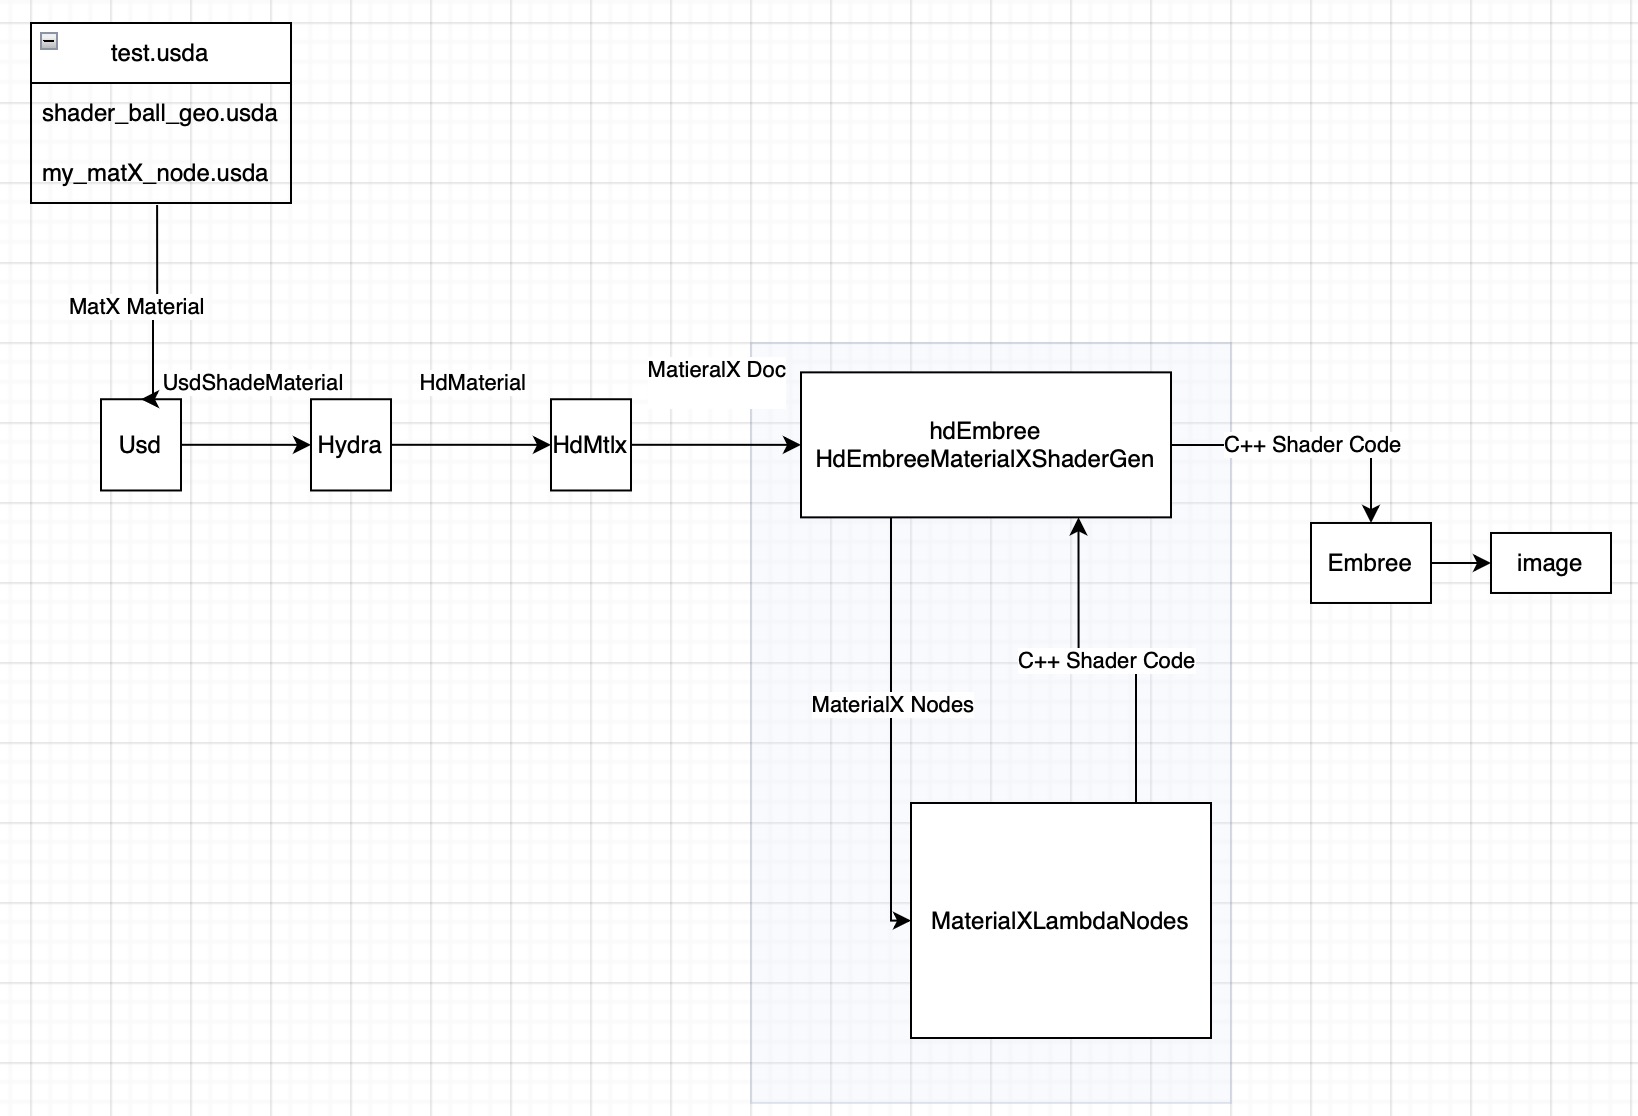 test.usda
shader_ball_geo.usda
my_matX_node.usda
MatX Material
UsdShadeMaterial
HdMaterial
MatieralX Doc
Usd
Hydra
HdMtlx
hdEmbree
HdEmbreeMaterialXShaderGen
C++ Shader Code
Embree
image
C++ Shader Code
MaterialX Nodes
MaterialXLambdaNodes